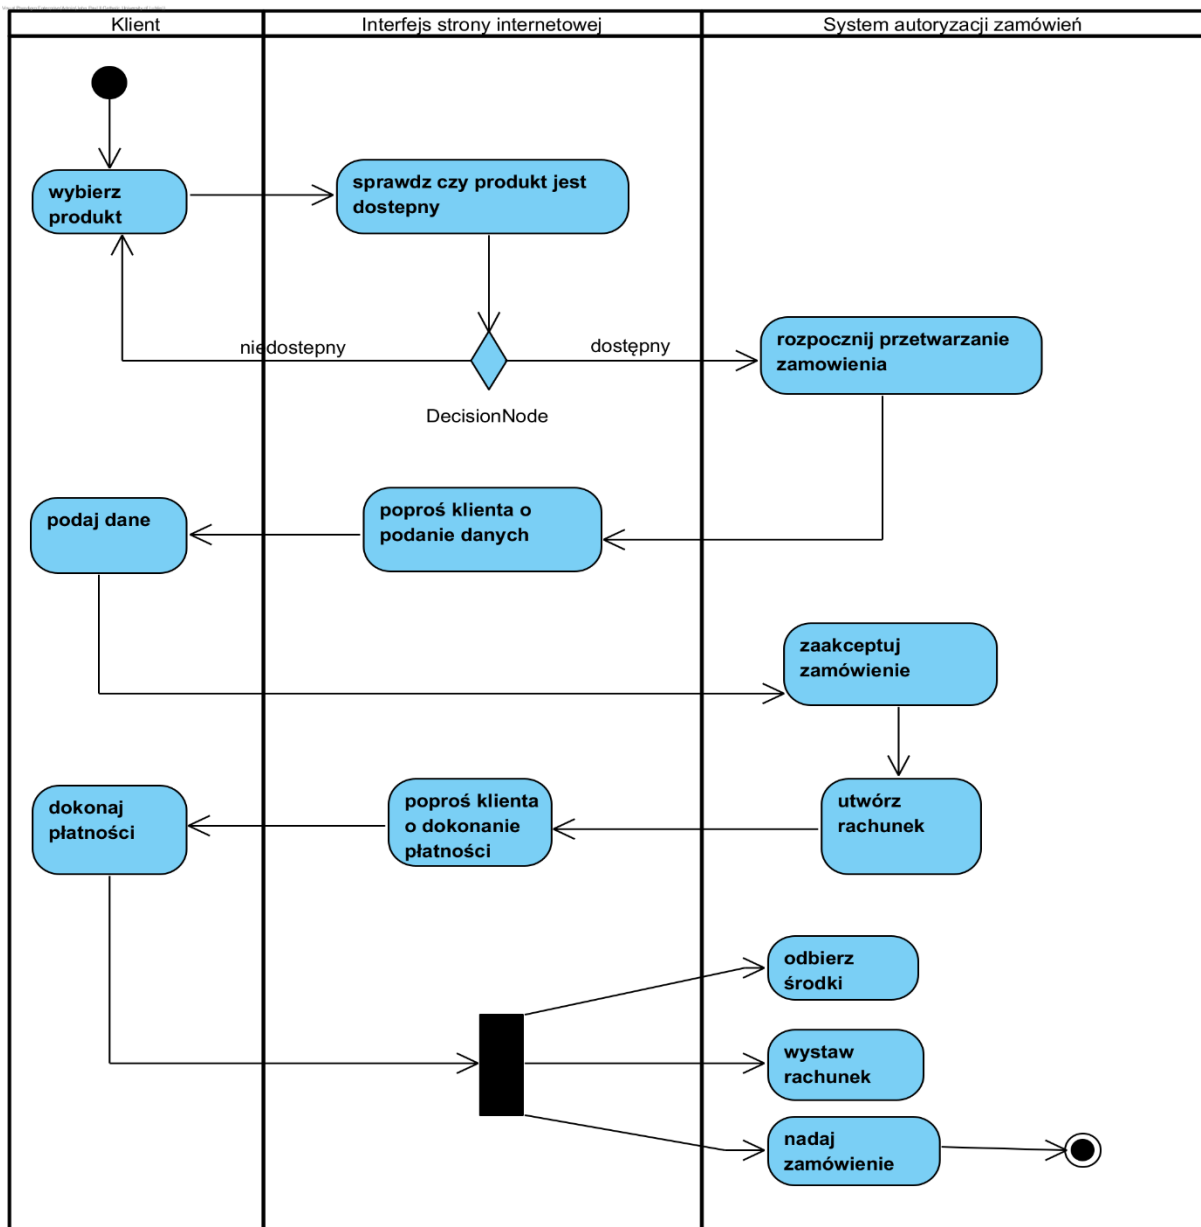 Klient
Interfejs strony internetowej
System autoryzacji zamówień
wybierz
produkt
sprawdz czy produkt jest
dostepny
niedostepny
dostępny
rozpocznij przetwarzanie
zamowienia
DecisionNode
podaj dane
poproś klienta o
podanie danych
zaakceptuj
zamówienie
dokonaj
płatności
poproś klienta
o dokonanie
płatności
utwórz
rachunek
odbierz
środki
wystaw
rachunek
nadaj
zamówienie